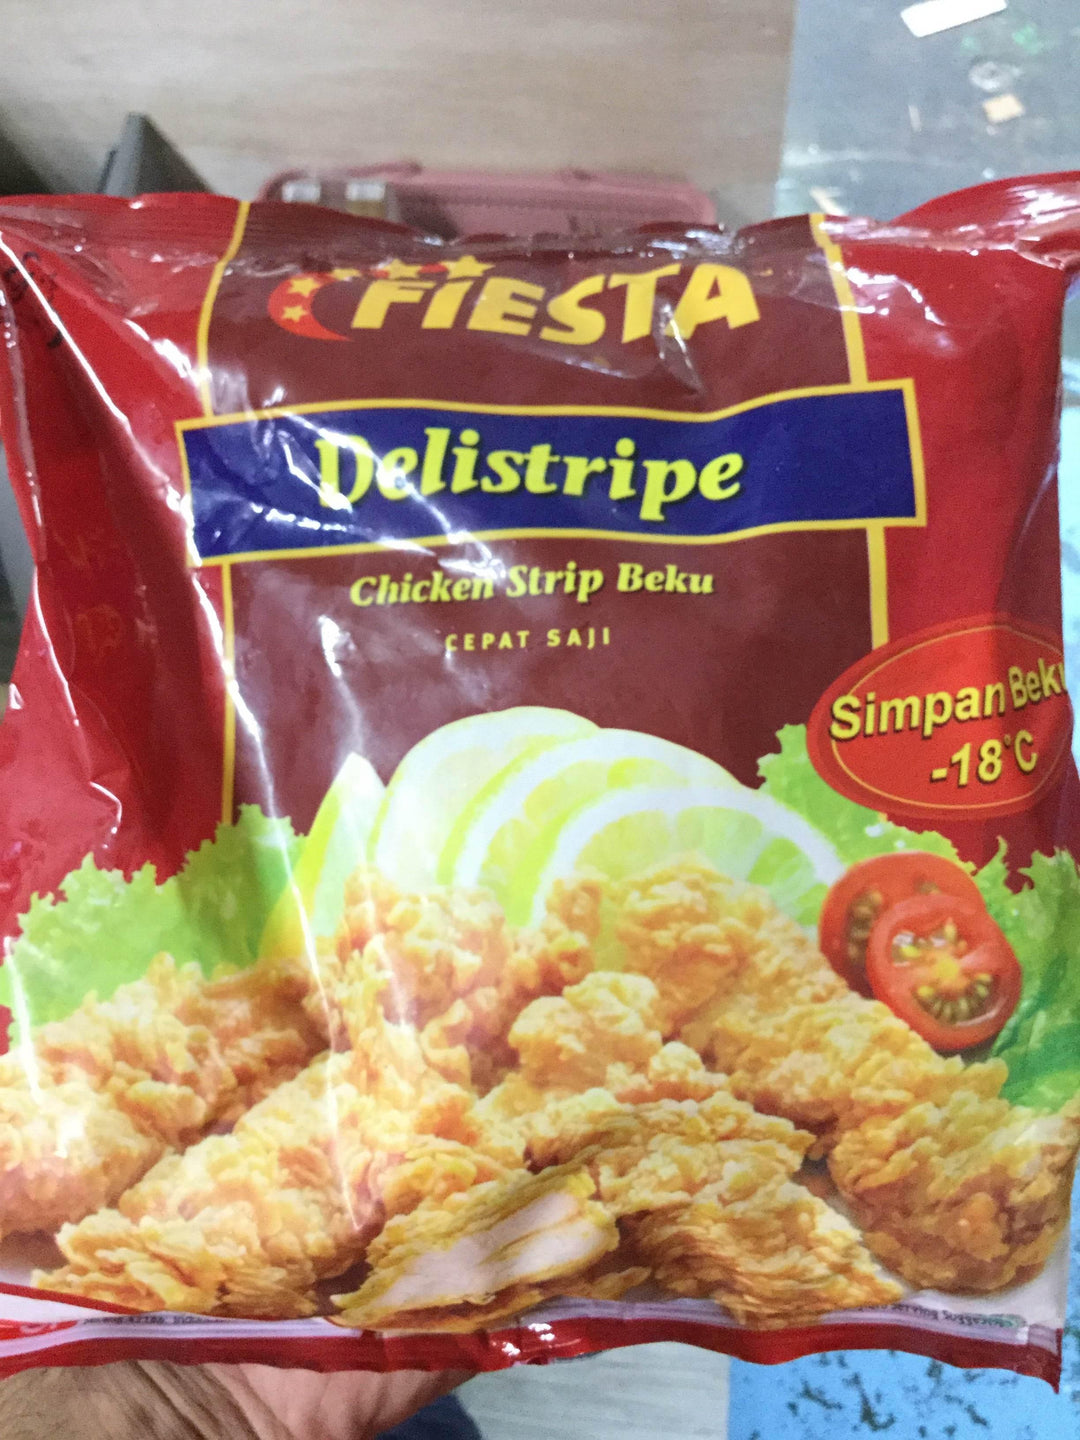 FiESTA
Delistripe
Chicken Strip Beku
CEPAT SAJI
Simpan Beku
-18°C